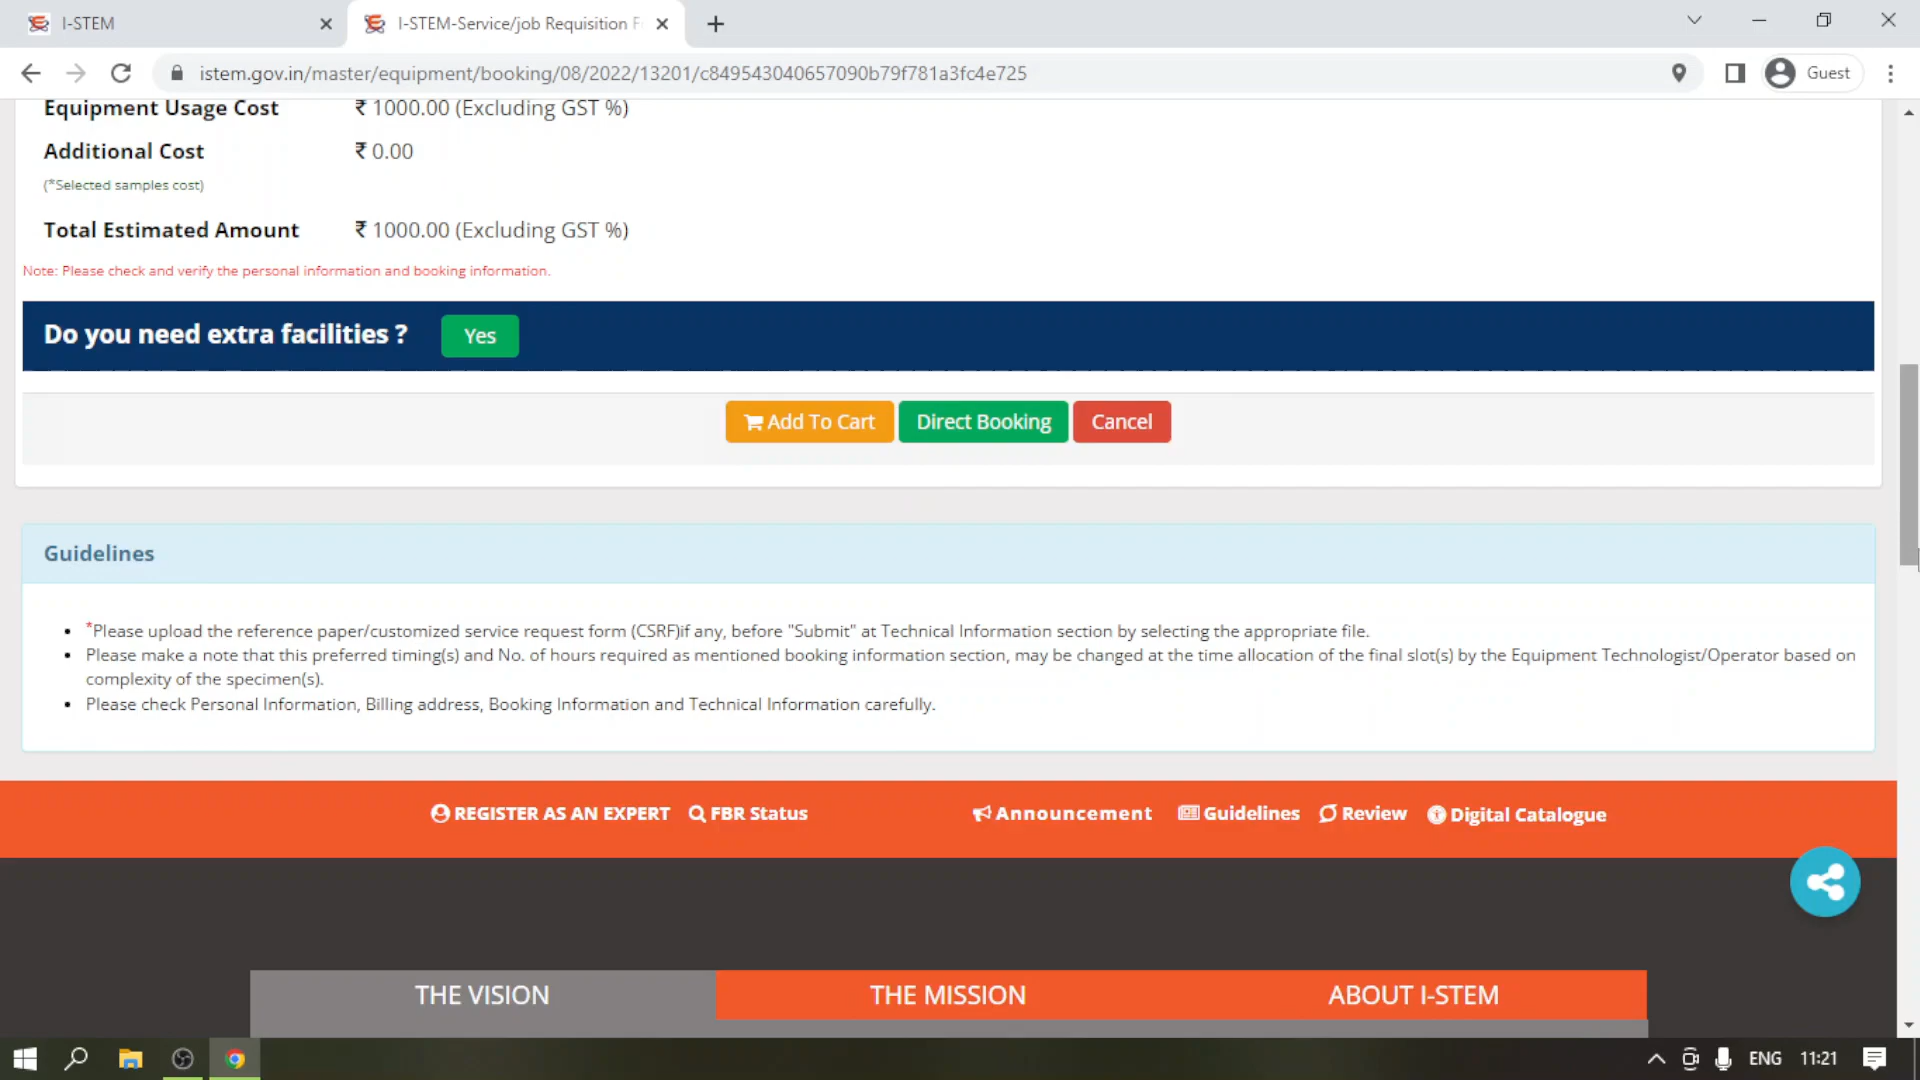 I-STEM
I-STEM-Service/job Requisition F
istem.gov.in/master/equipment/booking/08/2022/13201/c849543040657090b79f781a3fc4e725
Guest
Equipment Usage Cost ₹ 1000.00 (Excluding GST %)
Additional Cost ₹ 0.00
(*Selected samples cost)
Total Estimated Amount ₹ 1000.00 (Excluding GST %)
Note: Please check and verify the personal information and booking information.
Do you need extra facilities ? Yes
Add To Cart Direct Booking Cancel
Guidelines
• *Please upload the reference paper/customized service request form (CSRF)if any, before "Submit" at Technical Information section by selecting the appropriate file.
• Please make a note that this preferred timing(s) and No. of hours required as mentioned booking information section, may be changed at the time allocation of the final slot(s) by the Equipment Technologist/Operator based on
complexity of the specimen(s).
• Please check Personal Information, Billing address, Booking Information and Technical Information carefully.
REGISTER AS AN EXPERT FBR Status Announcement Guidelines Review Digital Catalogue
THE VISION THE MISSION ABOUT I-STEM
ENG 11:21